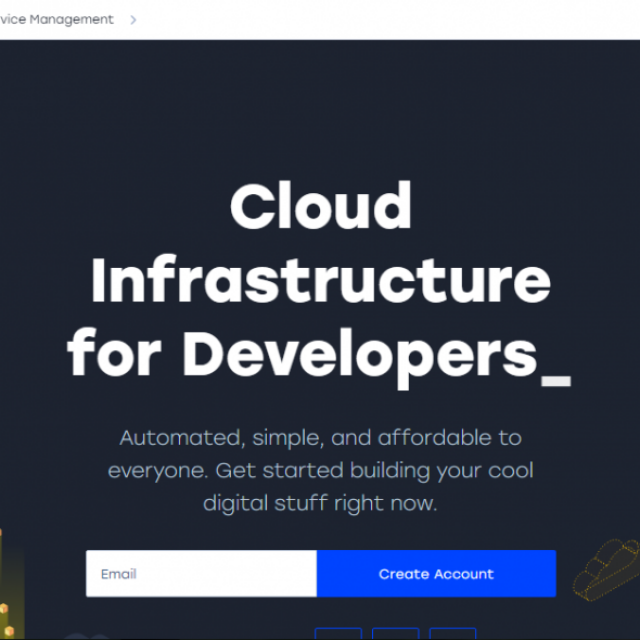 vice Management
Cloud
Infrastructure
for Developers_
Automated, simple, and affordable to
everyone. Get started building your cool
digital stuff right now.
Email
Create Account